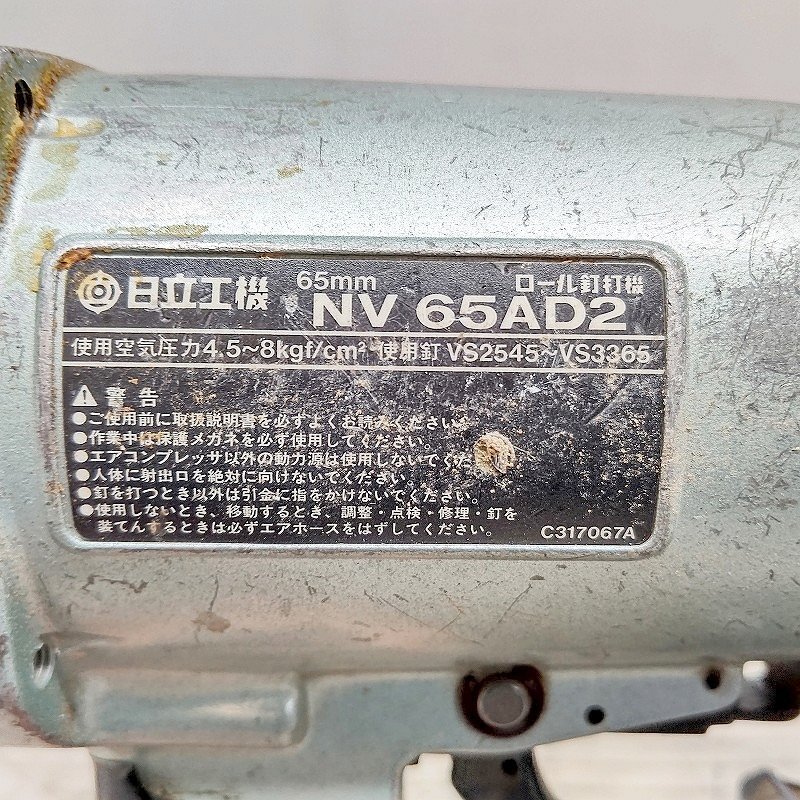 日立工機 65mm ロール釘打機
NV 65AD2
使用空気圧力4.5~8kgf/cm² 使用釘 VS2545~VS3365
警告
●ご使用前に取扱説明書を必ずよくお読みください。
●作業中は保護メガネを必ず使用してください。
●エアコンプレッサ以外の動力源は使用しないでくだ
●人体に射出口を絶対に向けないでください。
●釘を打つとき以外は引金に指をかけないでください。
●使用しないとき、移動するとき、調整・点検・修理・釘を
装てんするときは必ずエアホースをはずしてください。
C317067A